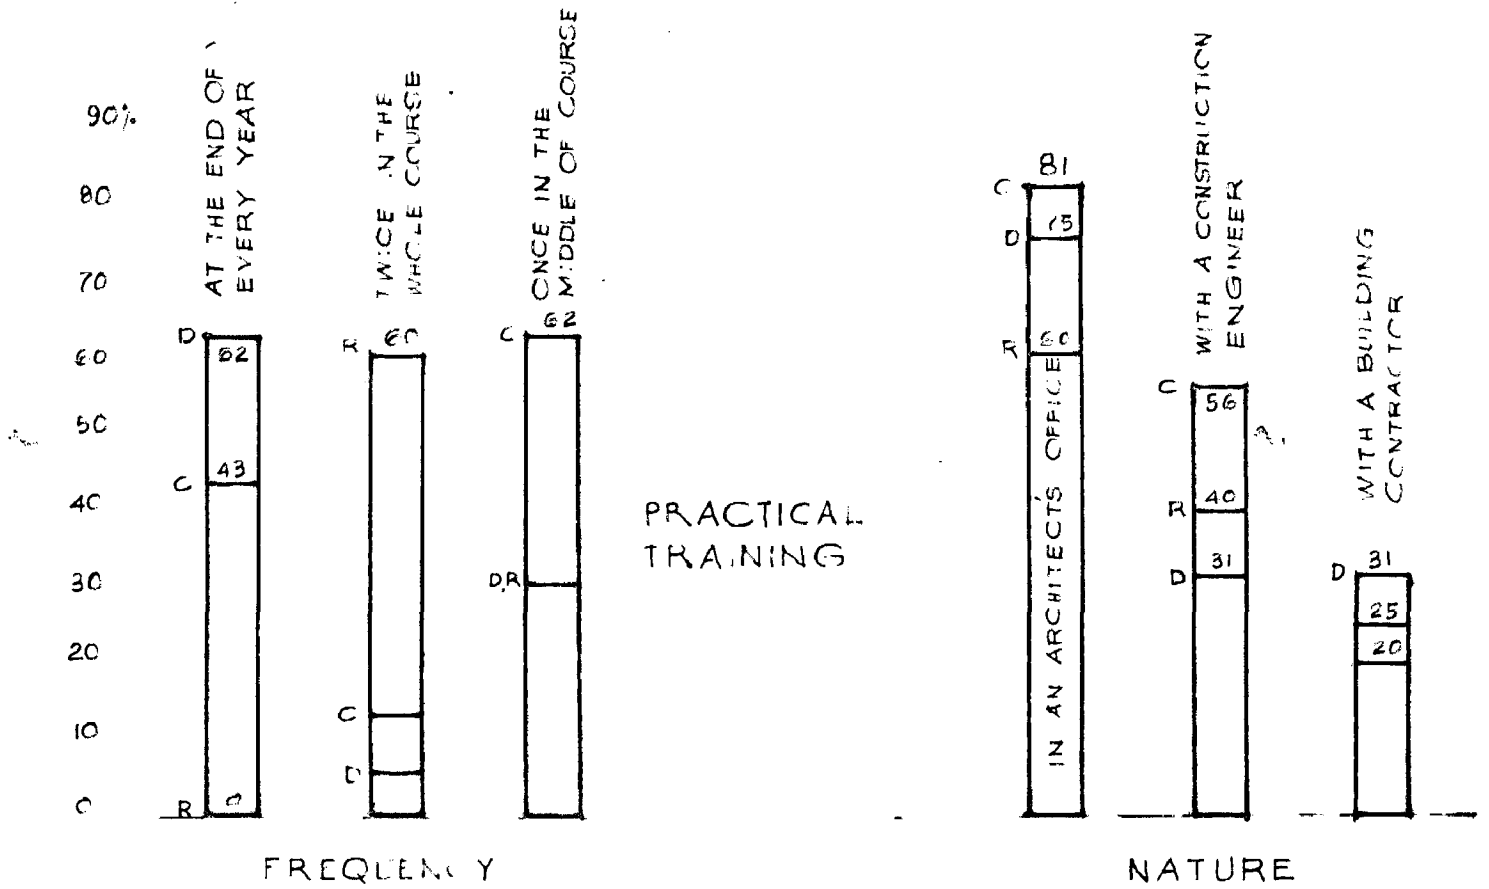 90%
80
70
60
50
40
30
20
10
0
AT THE END OF
EVERY YEAR
D
62
43
C
R
0
TWICE IN THE
WHOLE COURSE
R
60
C
D
ONCE IN THE
MIDDLE OF COURSE
C
62
D,R
FREQUENCY
PRACTICAL
TRAINING
81
C
75
D
60
R
IN AN ARCHITECTS OFFICE
WITH A CONSTRUCTION
ENGINEER
C
56
40
R
31
D
WITH A BUILDING
CONTRACTOR
D
31
25
20
NATURE